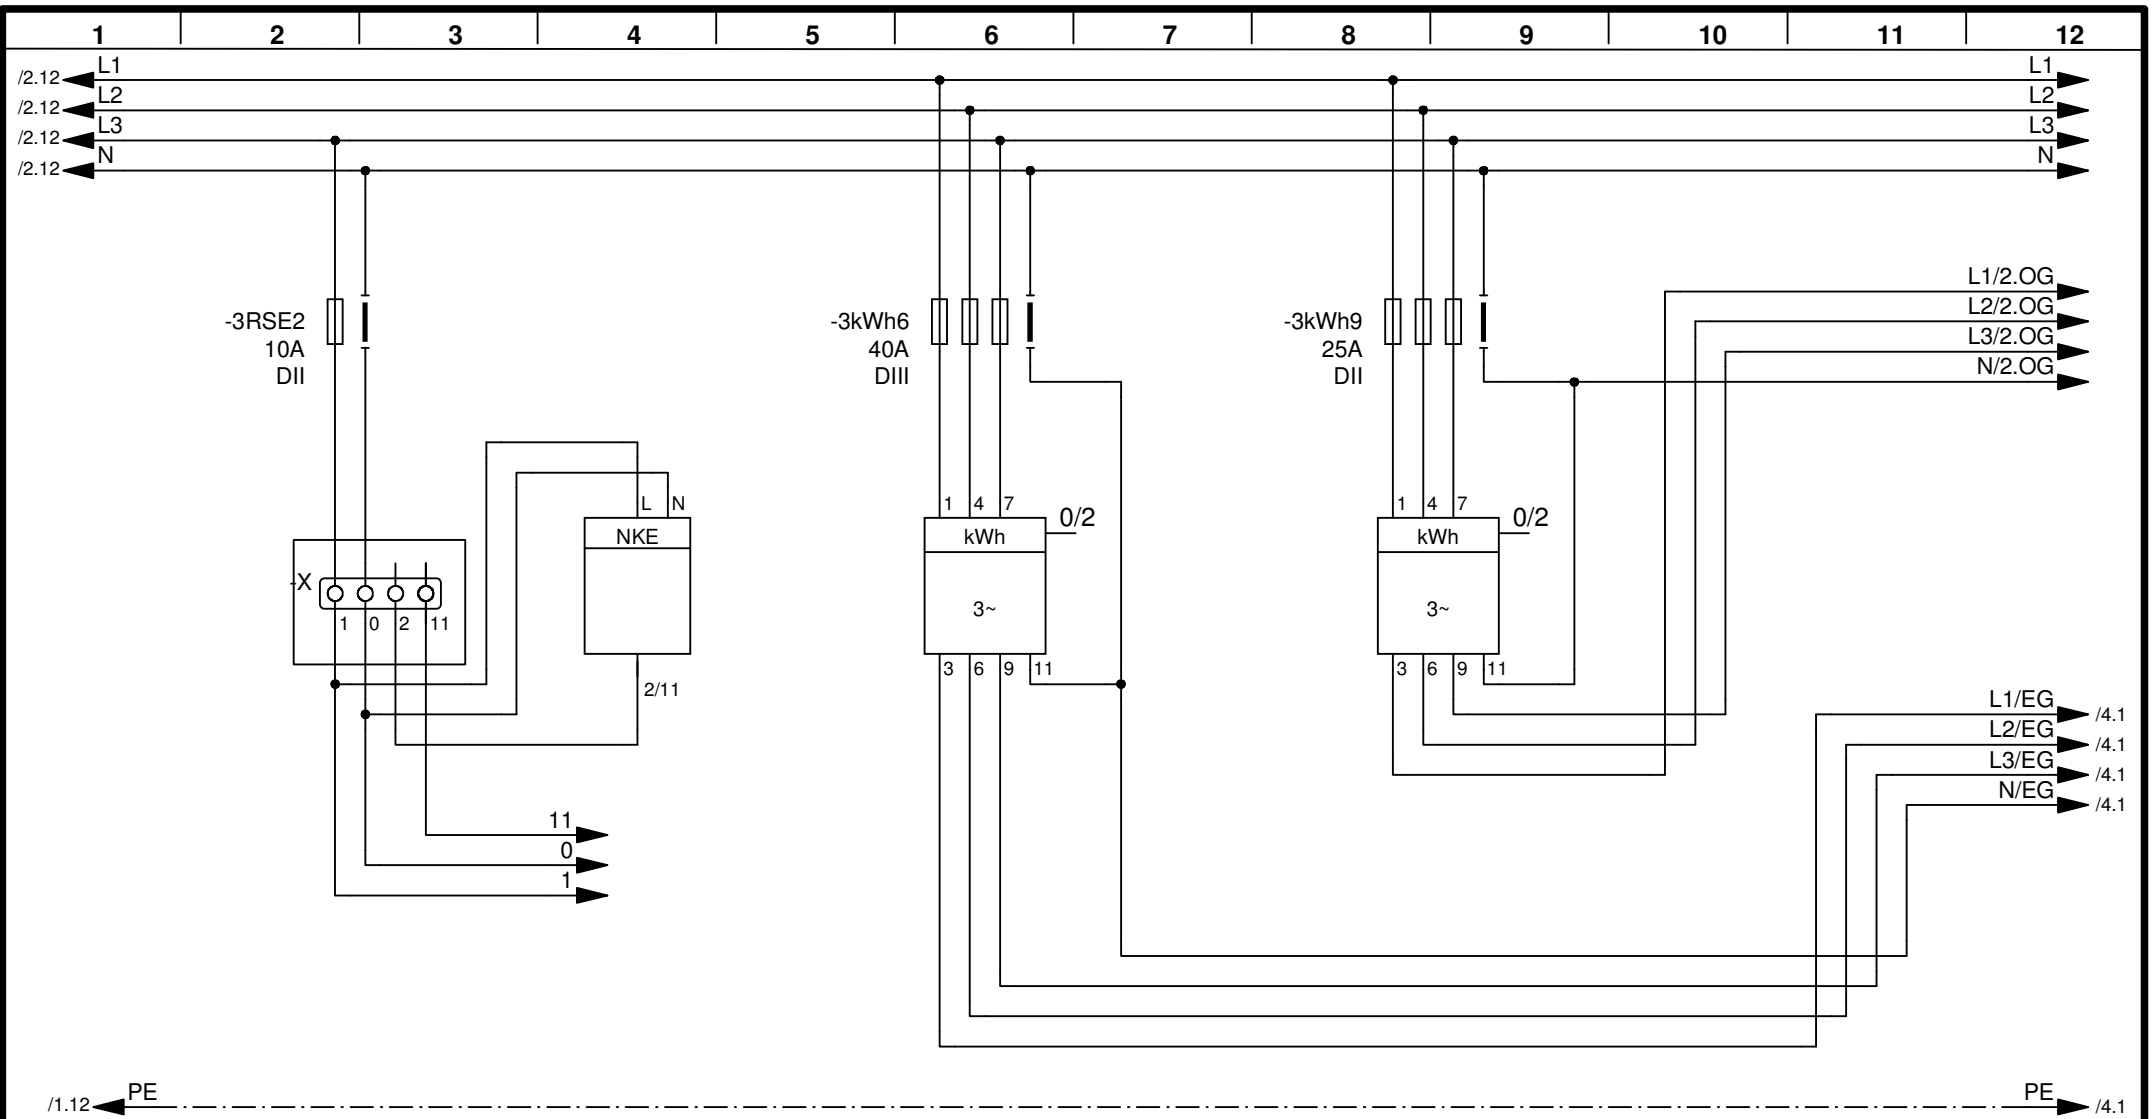 1 2 3 4 5 6 7 8 9 10 11 12
/2.12 L1 L1
/2.12 L2 L2
/2.12 L3 L3
/2.12 N N
L1/2.OG
L2/2.OG
L3/2.OG
N/2.OG
-3RSE2
10A
DII
-3kWh6
40A
DIII
-3kWh9
25A
DII
L N
NKE
2/11
-X
1 0 2 11
1 4 7
0/2
kWh
3~
3 6 9 11
1 4 7
0/2
kWh
3~
3 6 9 11
L1/EG /4.1
L2/EG /4.1
L3/EG /4.1
N/EG /4.1
11
0
1
/1.12 PE PE /4.1